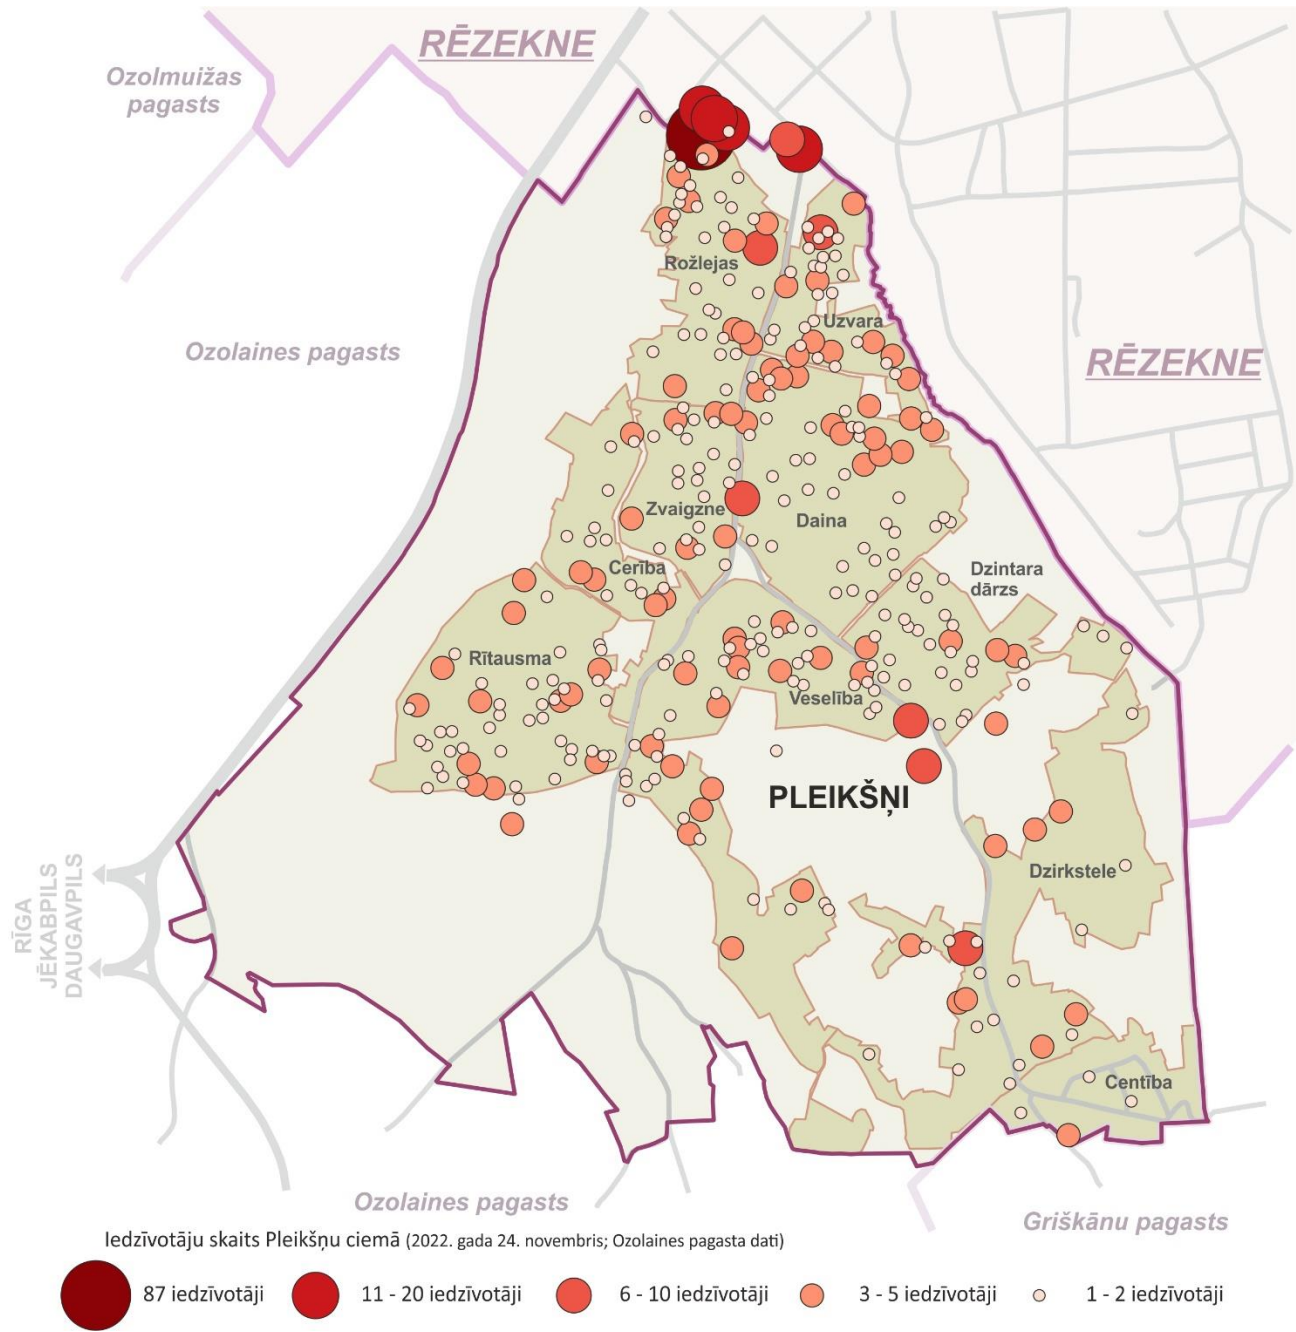 RĒZEKNE
Ozolmuižas
pagasts
Rožlejas
Uzvara
Ozolaines pagasts
RĒZEKNE
Zvaigzne
Daina
Cerība
Dzintara
dārzs
Rītausma
Veselība
PLEIKŠŅI
Dzirkstele
RĪGA
JĒKABPILS
DAUGAVPILS
Centība
Ozolaines pagasts
Griškānu pagasts
Iedzīvotāju skaits Pleikšņu ciemā (2022. gada 24. novembris; Ozolaines pagasta dati)
87 iedzīvotāji
11 - 20 iedzīvotāji
6 - 10 iedzīvotāji
3 - 5 iedzīvotāji
1 - 2 iedzīvotāji